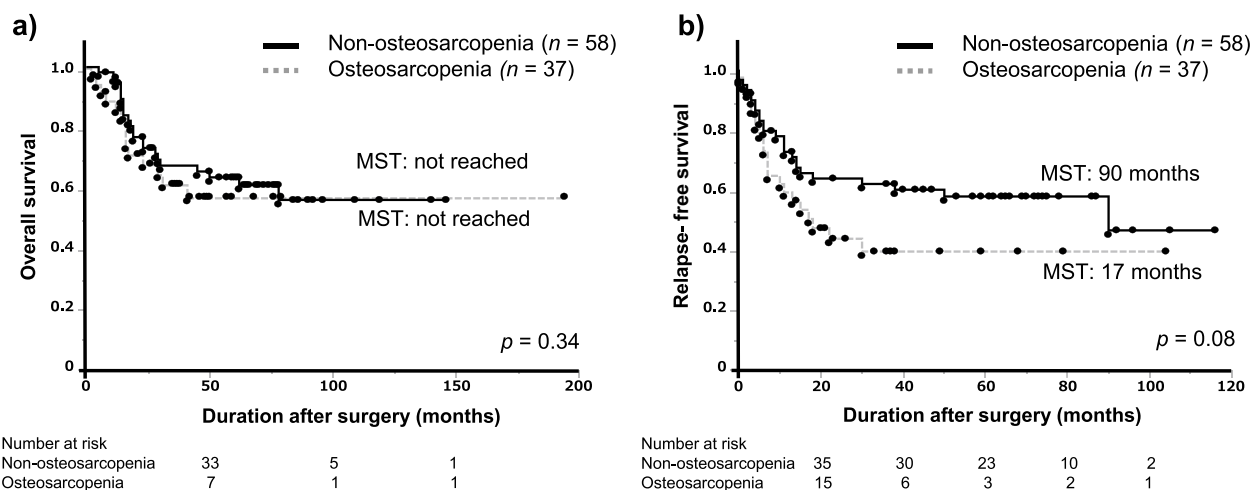 a)
Non-osteosarcopenia (n = 58)
Osteosarcopenia (n = 37)
Overall survival
1.0
0.8
0.6
0.4
0.2
0
MST: not reached
MST: not reached
p = 0.34
0 50 100 150 200
Duration after surgery (months)
Number at risk
Non-osteosarcopenia 33 5 1
Osteosarcopenia 7 1 1
b)
Non-osteosarcopenia (n = 58)
Osteosarcopenia (n = 37)
Relapse- free survival
1.0
0.8
0.6
0.4
0.2
0
MST: 90 months
MST: 17 months
p = 0.08
0 20 40 60 80 100 120
Duration after surgery (months)
Number at risk
Non-osteosarcopenia 35 30 23 10 2
Osteosarcopenia 15 6 3 2 1